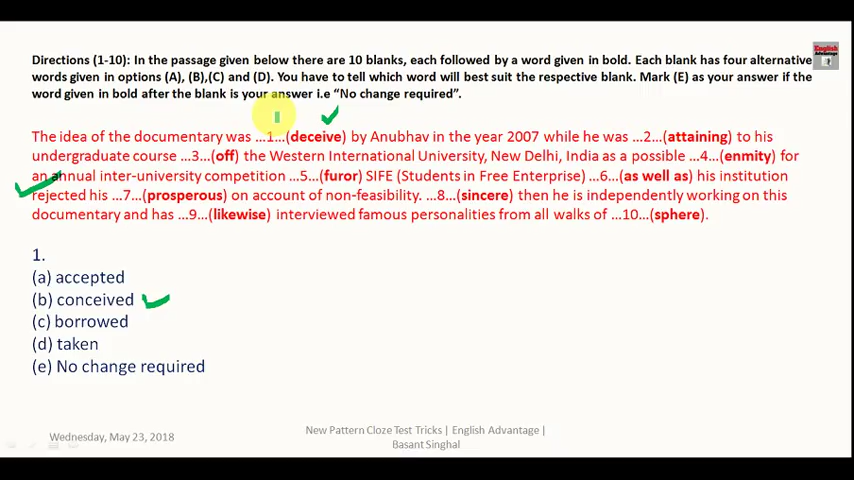 English
Advantage
Directions (1-10): In the passage given below there are 10 blanks, each followed by a word given in bold. Each blank has four alternative
words given in options (A), (B),(C) and (D). You have to tell which word will best suit the respective blank. Mark (E) as your answer if the
word given in bold after the blank is your answer i.e “No change required”.
The idea of the documentary was ...1...(deceive) by Anubhav in the year 2007 while he was ...2...(attaining) to his
undergraduate course ...3...(off) the Western International University, New Delhi, India as a possible ...4...(enmity) for
an annual inter-university competition ...5...(furor) SIFE (Students in Free Enterprise) ...6...(as well as) his institution
rejected his ...7...(prosperous) on account of non-feasibility. ...8...(sincere) then he is independently working on this
documentary and has ...9...(likewise) interviewed famous personalities from all walks of ...10...(sphere).
1.
(a) accepted
(b) conceived
(c) borrowed
(d) taken
(e) No change required
Wednesday, May 23, 2018
New Pattern Cloze Test Tricks | English Advantage |
Basant Singhal